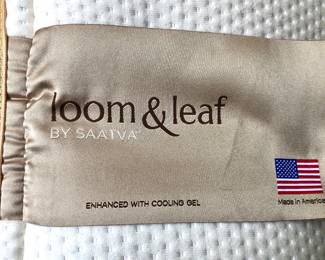 loom & leaf
BY SAATVA
ENHANCED WITH COOLING GEL
Made in America